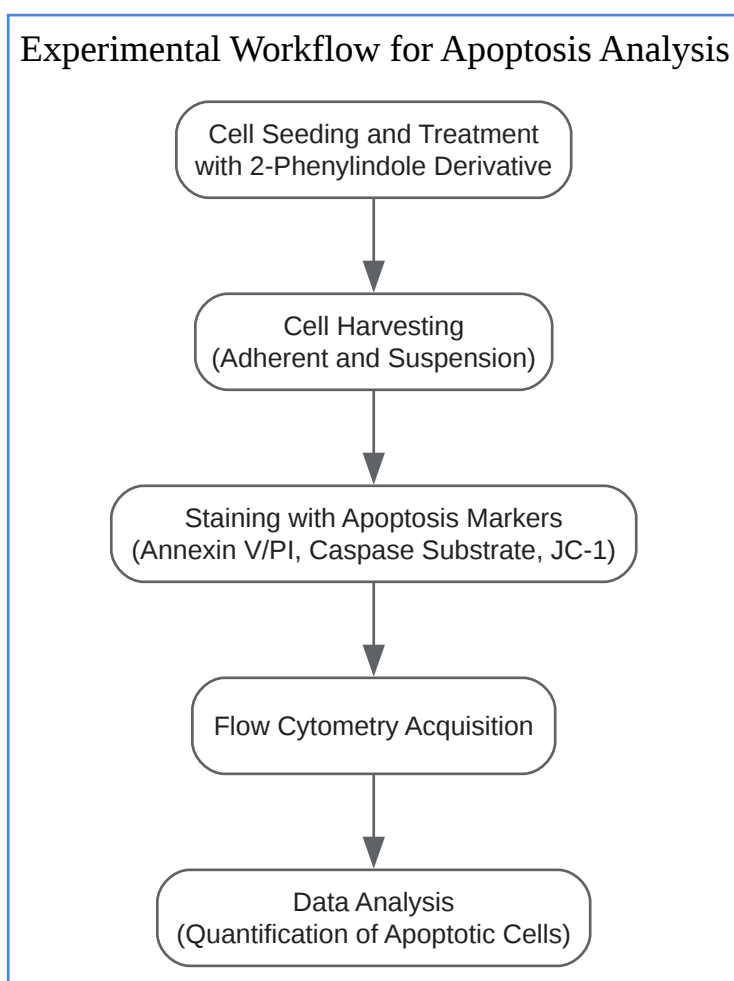 Experimental Workflow for Apoptosis Analysis
Cell Seeding and Treatment
with 2-Phenylindole Derivative
Cell Harvesting
(Adherent and Suspension)
Staining with Apoptosis Markers
(Annexin V/PI, Caspase Substrate, JC-1)
Flow Cytometry Acquisition
Data Analysis
(Quantification of Apoptotic Cells)